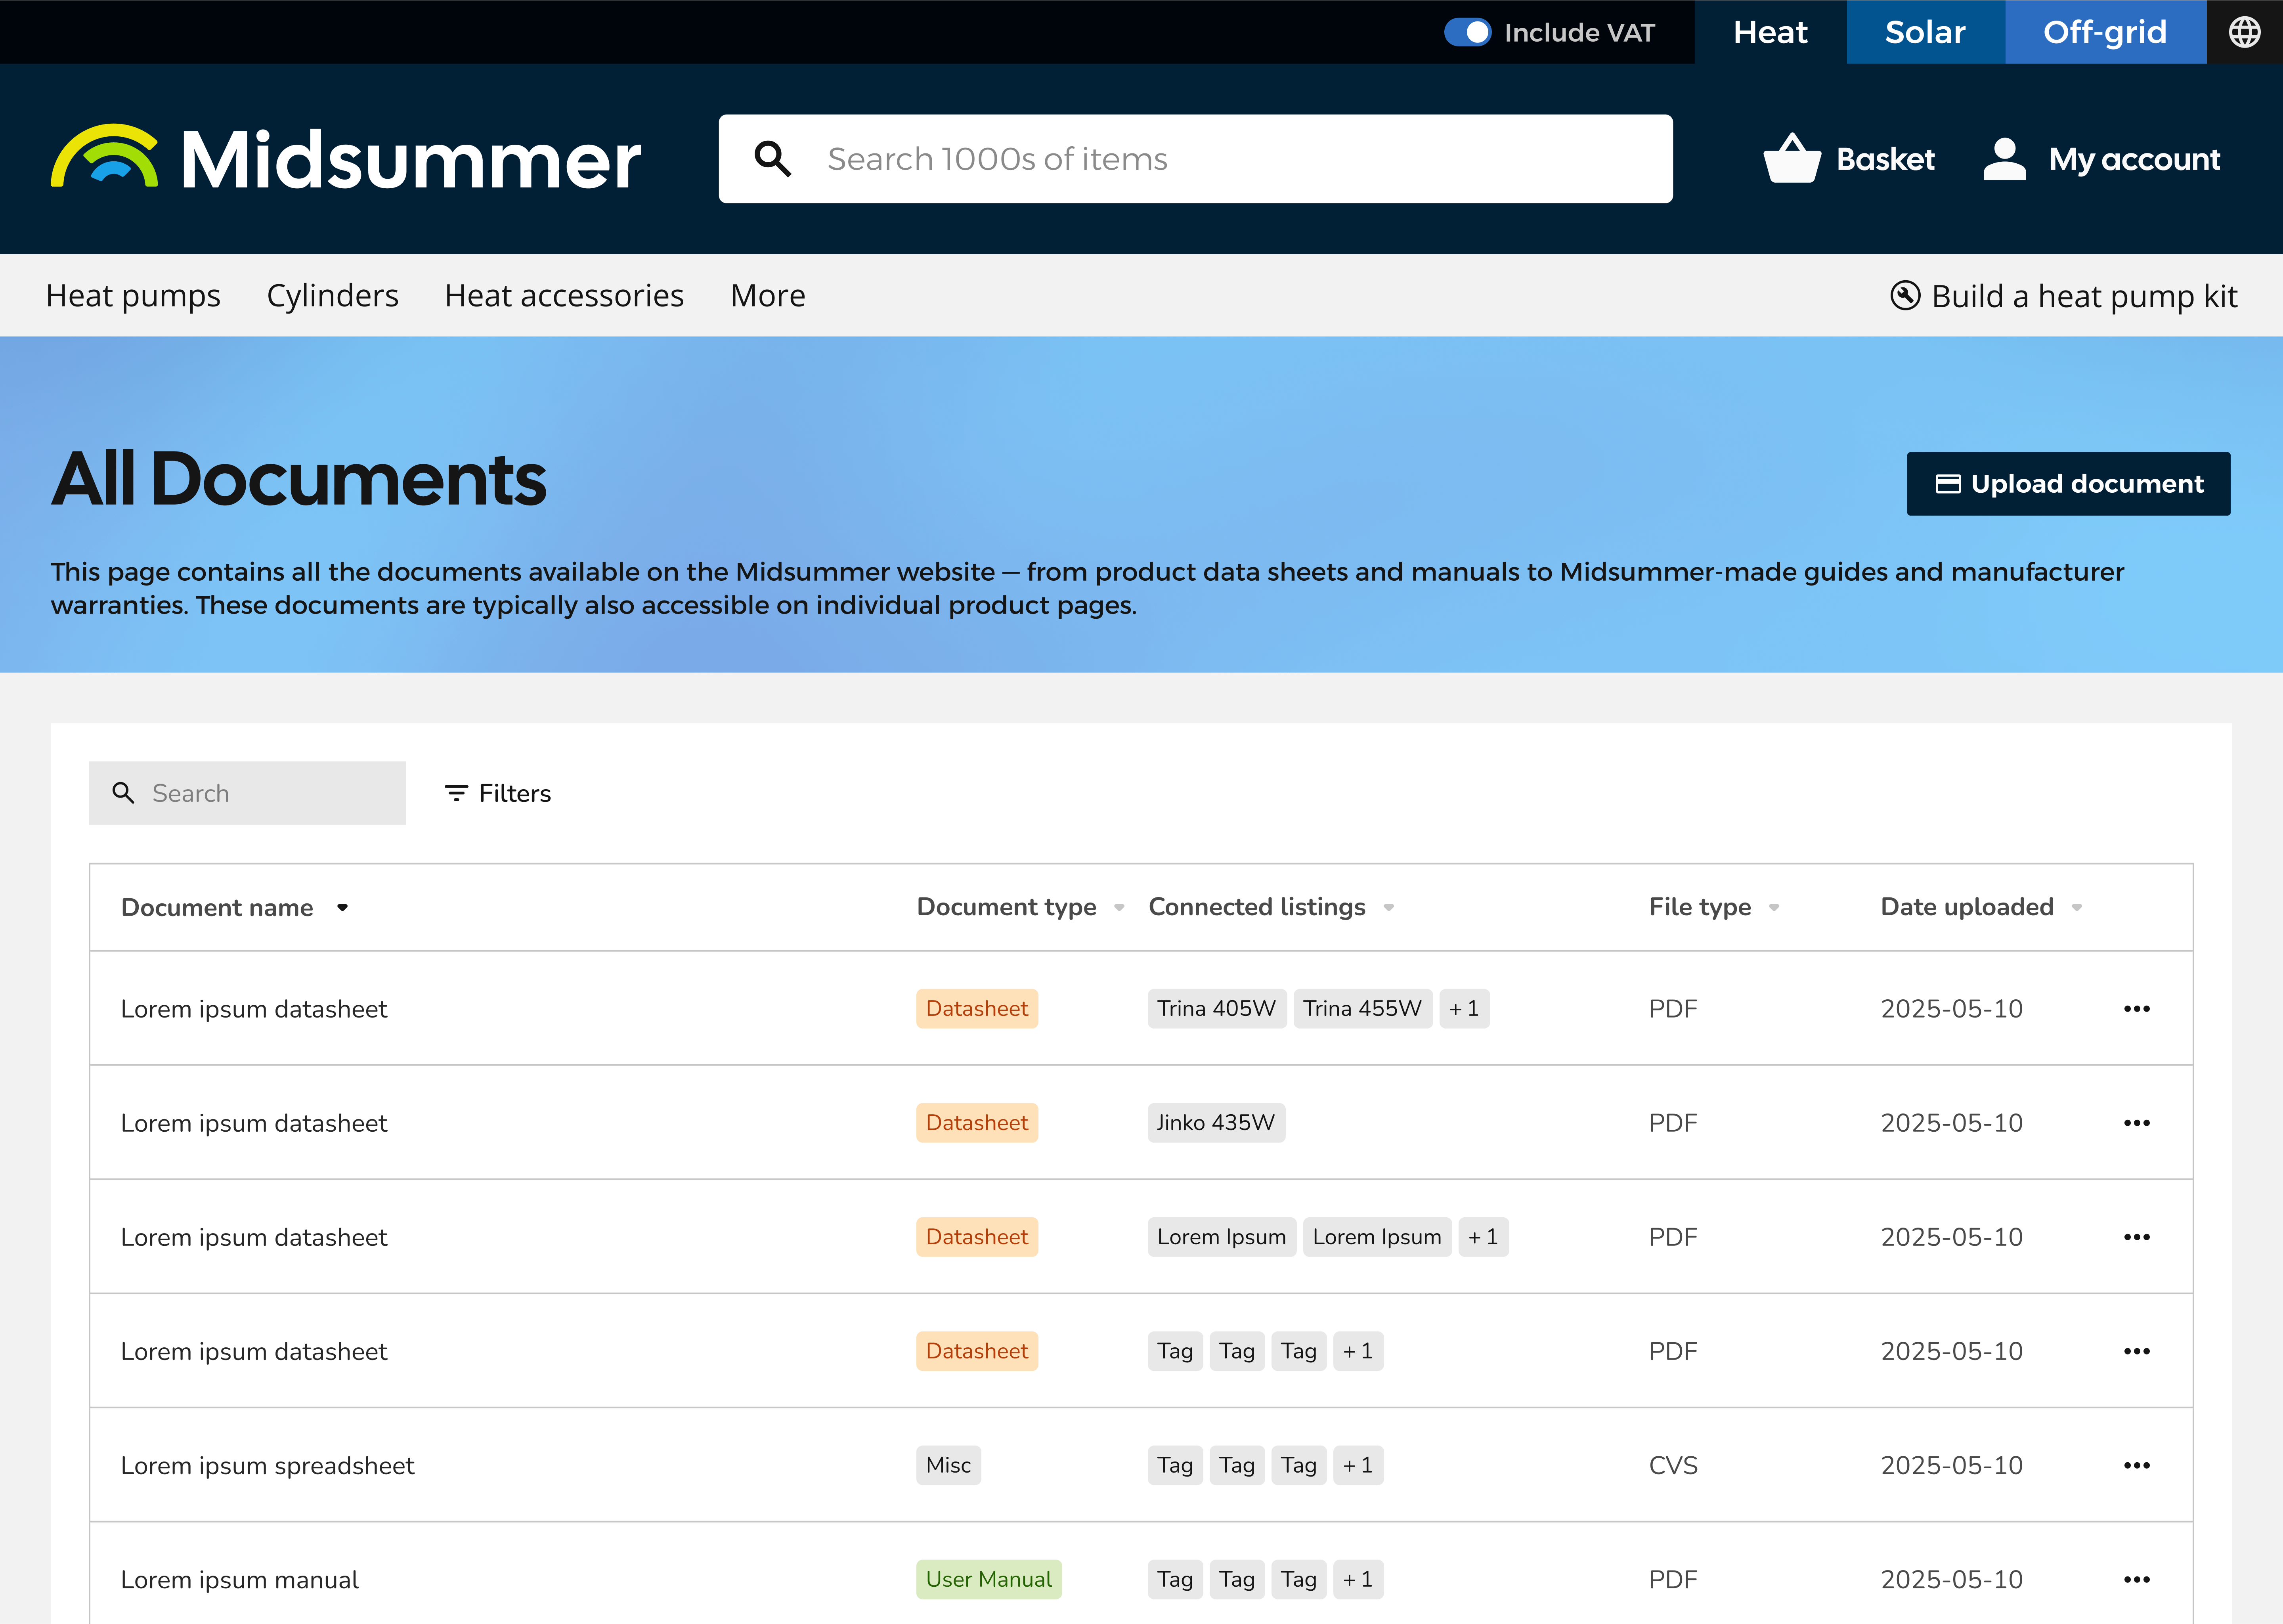 Include VAT
Heat
Solar
Off-grid
Midsummer
Search 1000s of items
Basket
My account
Heat pumps
Cylinders
Heat accessories
More
Build a heat pump kit
All Documents
Upload document
This page contains all the documents available on the Midsummer website — from product data sheets and manuals to Midsummer-made guides and manufacturer
warranties. These documents are typically also accessible on individual product pages.
Search
Filters
Document name
Document type
Connected listings
File type
Date uploaded
Lorem ipsum datasheet
Datasheet
Trina 405W
Trina 455W
+ 1
PDF
2025-05-10
Lorem ipsum datasheet
Datasheet
Jinko 435W
PDF
2025-05-10
Lorem ipsum datasheet
Datasheet
Lorem Ipsum
Lorem Ipsum
+ 1
PDF
2025-05-10
Lorem ipsum datasheet
Datasheet
Tag
Tag
Tag
+ 1
PDF
2025-05-10
Lorem ipsum spreadsheet
Misc
Tag
Tag
Tag
+ 1
CVS
2025-05-10
Lorem ipsum manual
User Manual
Tag
Tag
Tag
+ 1
PDF
2025-05-10